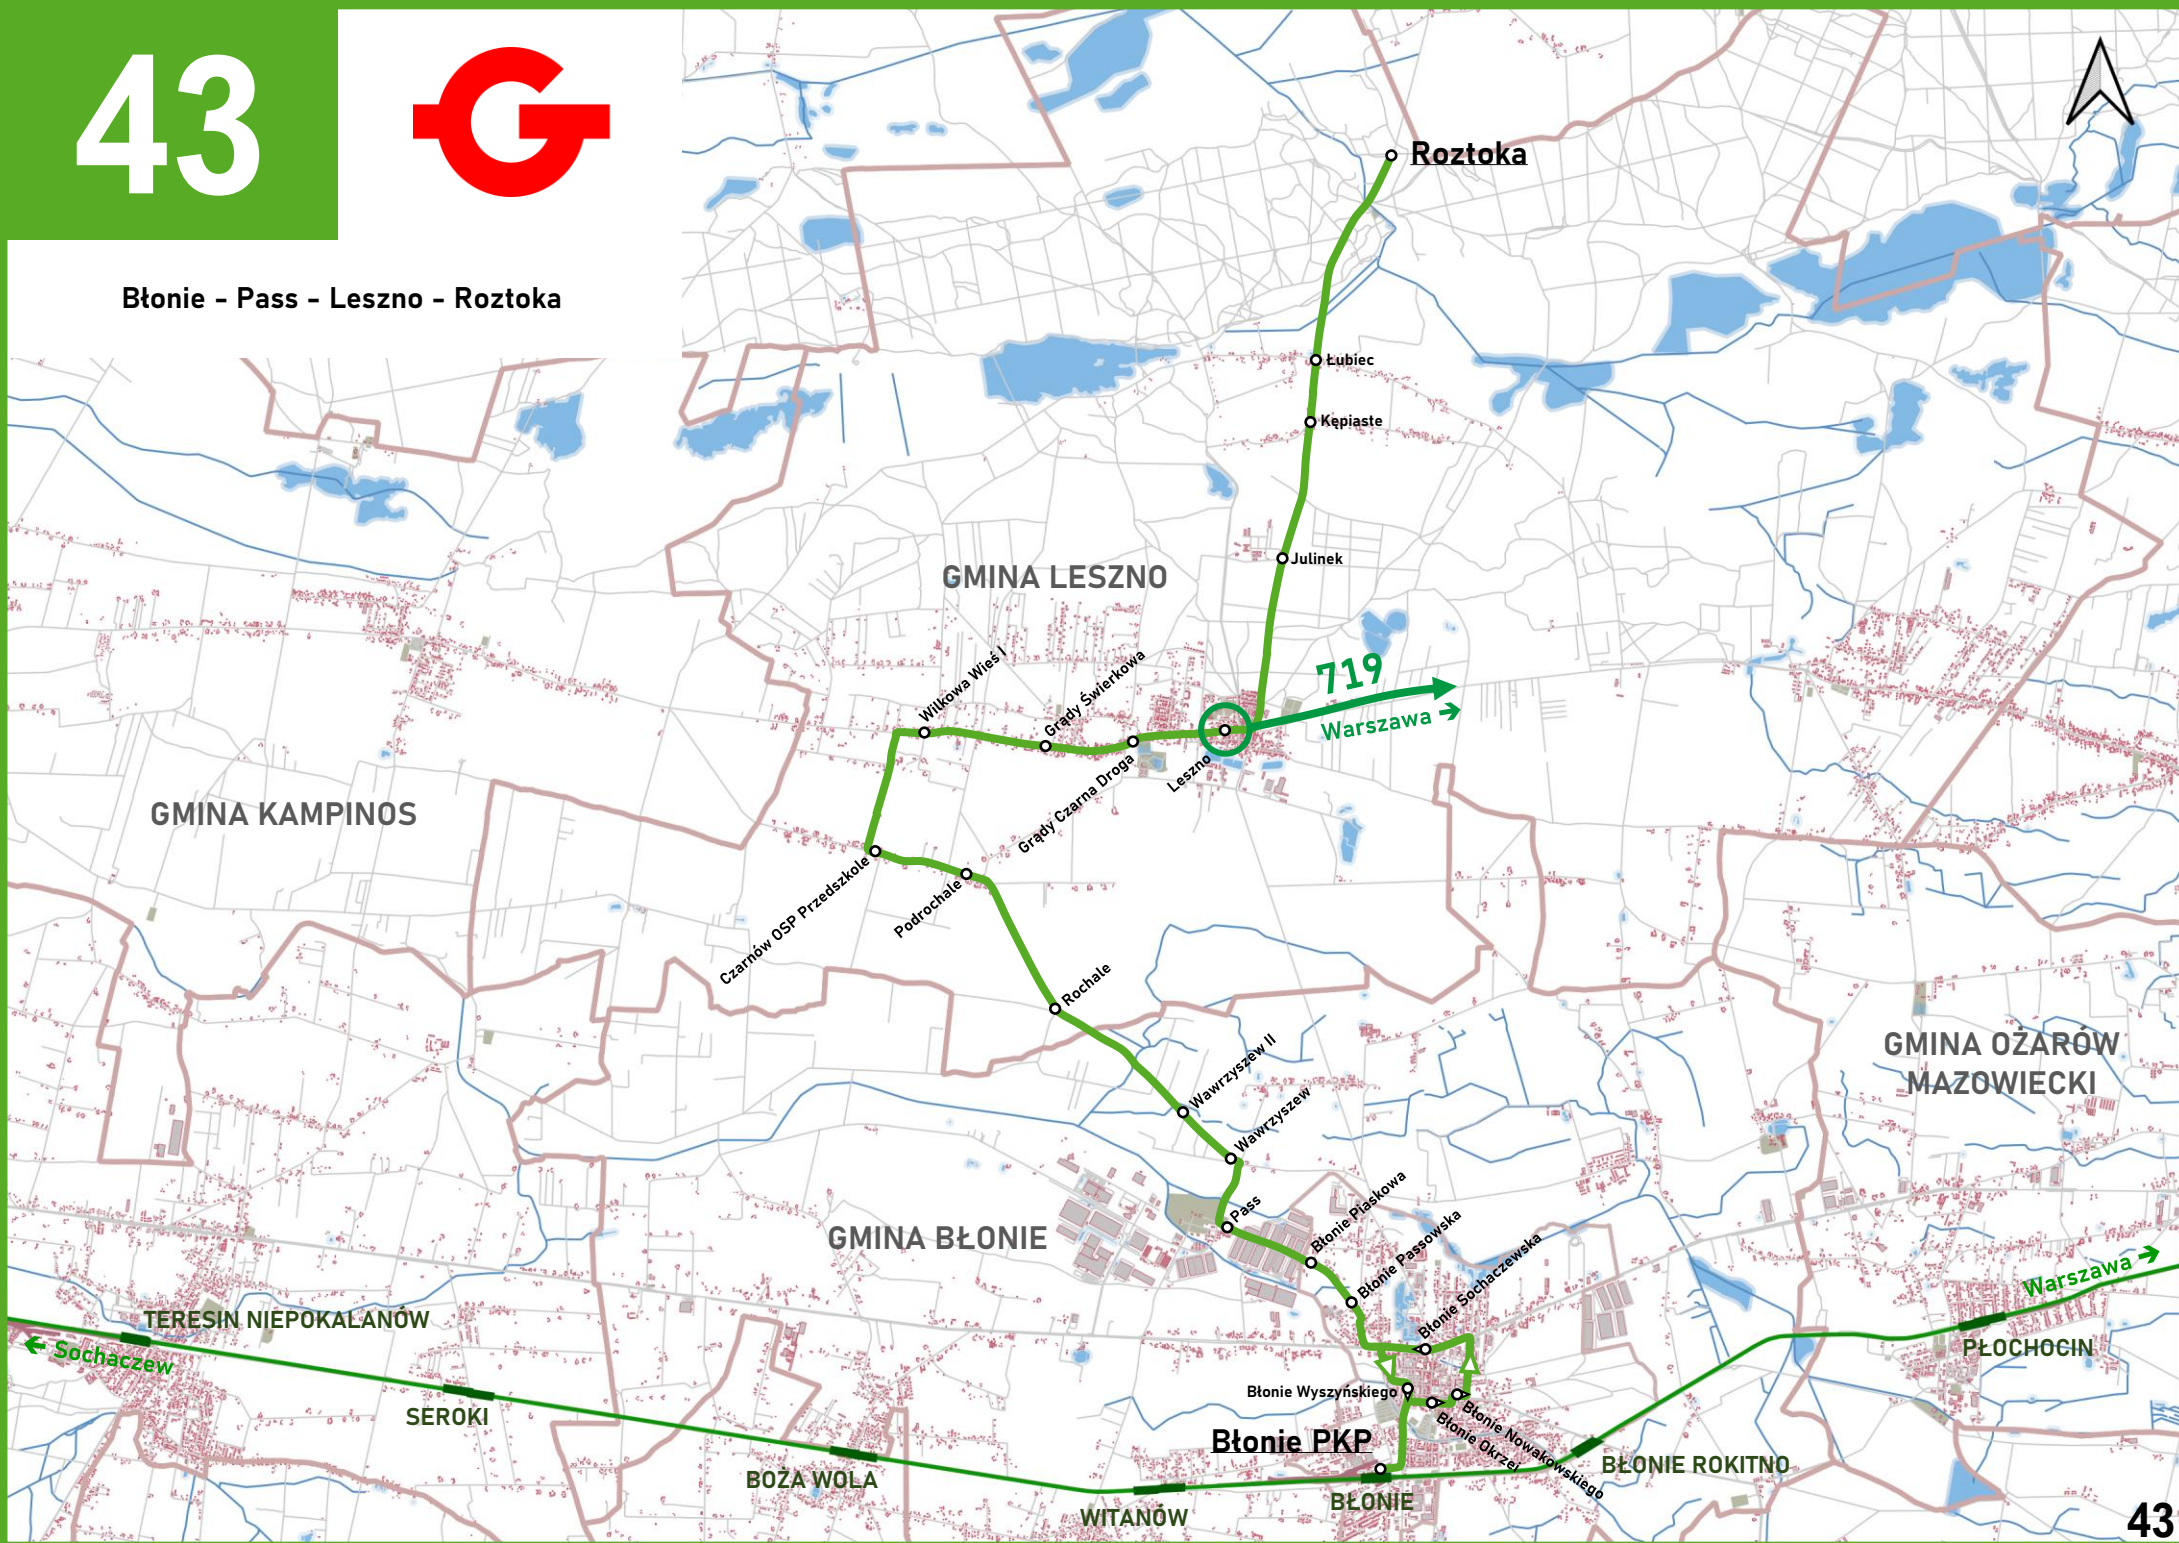 43
G
Błonie - Pass - Leszno - Roztoka
Roztoka
Łubiec
Kępiaste
Julinek
GMINA LESZNO
719
Warszawa →
Wilkowa Wieś I
Grądy Świerkowa
Grądy Czarna Droga
Leszno
GMINA KAMPINOS
Czarnów OSP Przedszkole
Podrochale
Rochale
GMINA OŻARÓW
MAZOWIECKI
Wawrzyszew II
Wawrzyszew
Pass
GMINA BŁONIE
Błonie Piaskowa
Błonie Passowska
Błonie Sochaczewska
Warszawa →
TERESIN NIEPOKALANÓW
← Sochaczew
PŁOCHOCIN
Błonie Wyszyńskiego
SEROKI
Błonie Nowakowskiego
Błonie Okrzei
Błonie PKP
BŁONIE ROKITNO
BOŻA WOLA
BŁONIE
WITANÓW
43